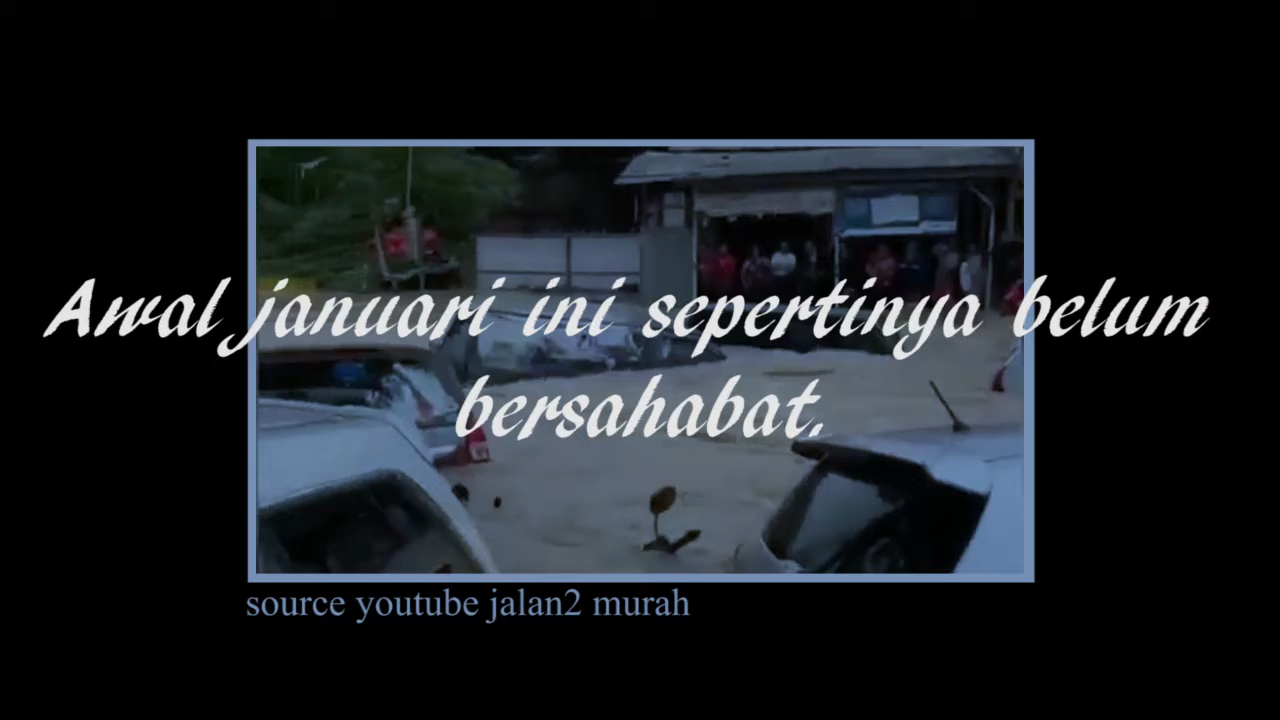 Awal januari ini sepertinya belum
bersahabat.
source youtube jalan2 murah